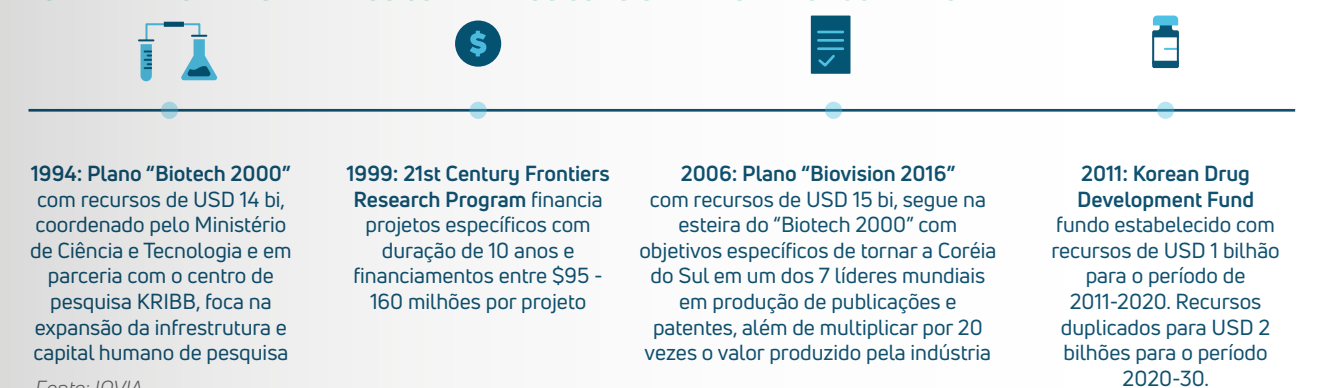 1994: Plano “Biotech 2000”
com recursos de USD 14 bi,
coordenado pelo Ministério
de Ciência e Tecnologia e em
parceria com o centro de
pesquisa KRIBB, foca na
expansão da infrestrutura e
capital humano de pesquisa
1999: 21st Century Frontiers
Research Program financia
projetos específicos com
duração de 10 anos e
financiamentos entre $95 -
160 milhões por projeto
2006: Plano “Biovision 2016”
com recursos de USD 15 bi, segue na
esteira do “Biotech 2000” com
objetivos específicos de tornar a Coréia
do Sul em um dos 7 líderes mundiais
em produção de publicações e
patentes, além de multiplicar por 20
vezes o valor produzido pela indústria
2011: Korean Drug
Development Fund
fundo estabelecido com
recursos de USD 1 bilhão
para o período de
2011-2020. Recursos
duplicados para USD 2
bilhões para o período
2020-30.
Fonte: IQVIA